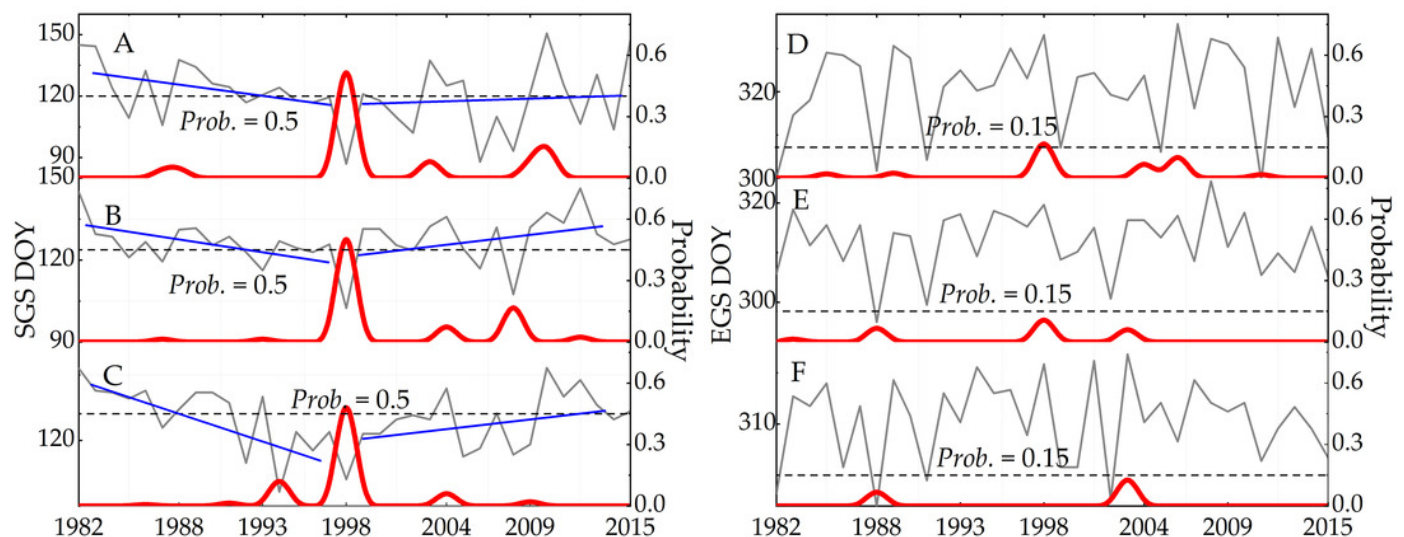 150
A
0.6
120
0.3
Prob. = 0.5
90
150
0.0
B
0.6
120
0.3
Prob. = 0.5
90
0.0
C
0.6
Prob. = 0.5
120
0.3
0.0
1982 1988 1993 1998 2004 2009 2015
SGS DOY
Probability
D
0.6
320
0.3
Prob. = 0.15
300
0.0
320
E
0.6
0.3
300
Prob. = 0.15
0.0
F
0.6
310
0.3
Prob. = 0.15
0.0
1982 1988 1993 1998 2004 2009 2015
EGS DOY
Probability